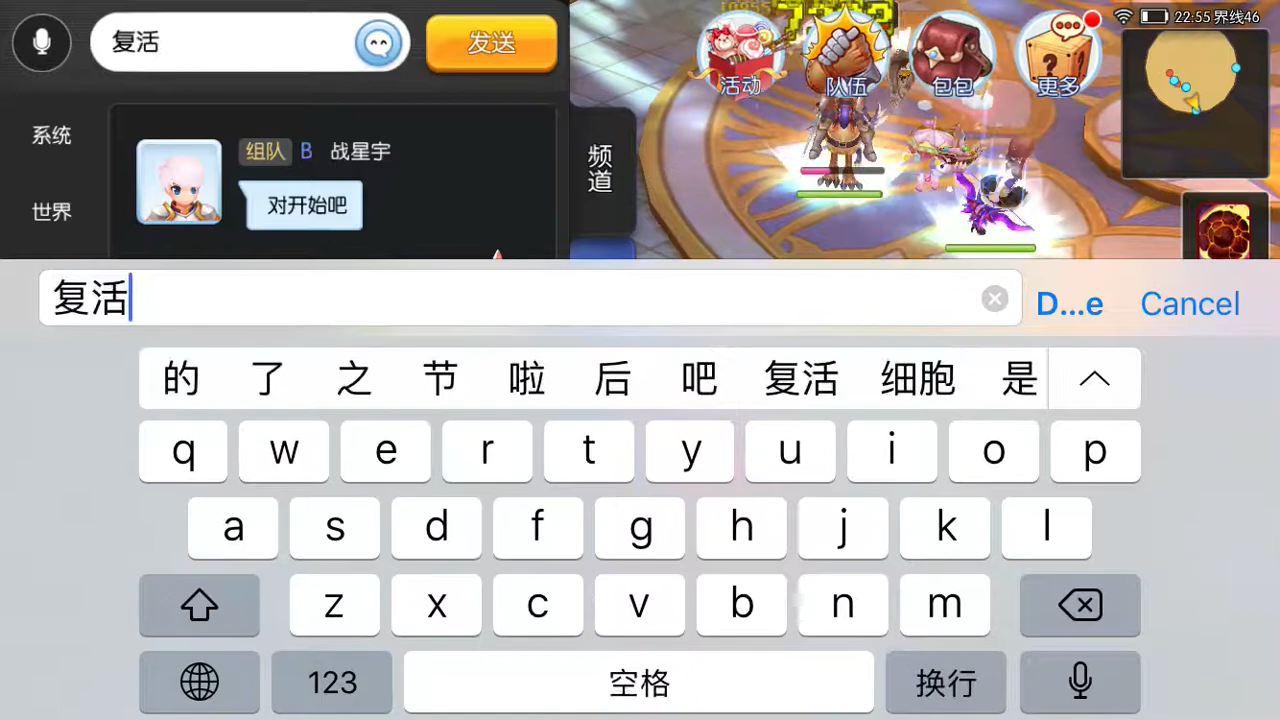 复活
发送
系统
世界
组队 B 战星宇
对开始吧
频道
活动
队伍
包包
更多
22:55 界线46
复活
D...e Cancel
的 了 之 节 啦 后 吧 复活 细胞 是
q w e r t y u i o p
a s d f g h j k l
z x c v b n m
123 空格 换行